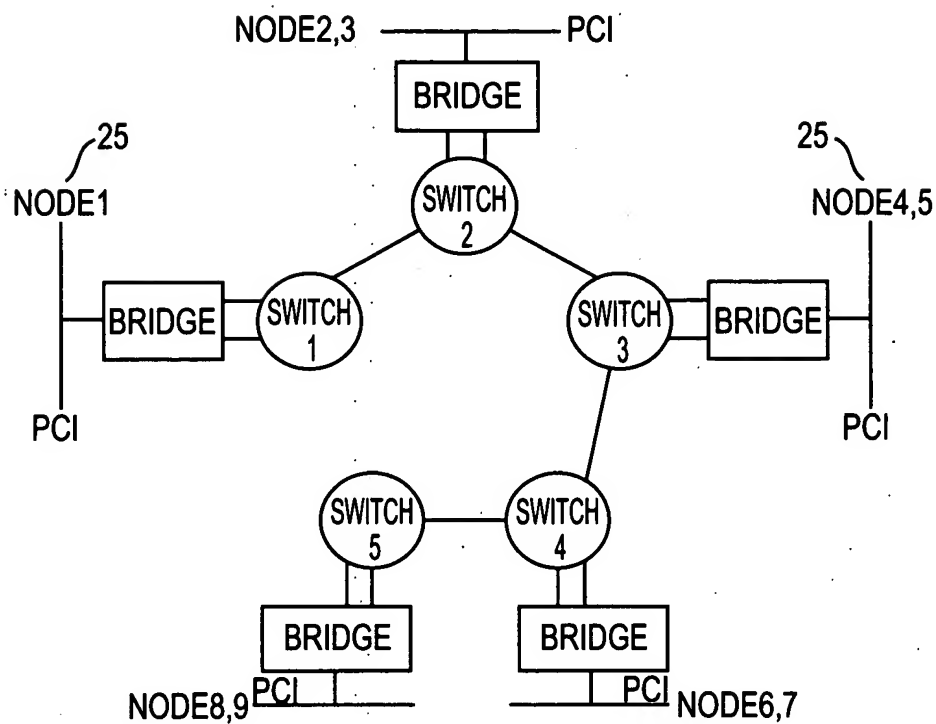 NODE2,3
PCI
BRIDGE
25
25
NODE1
SWITCH
2
NODE4,5
BRIDGE
SWITCH
1
SWITCH
3
BRIDGE
PCI
PCI
SWITCH
5
SWITCH
4
BRIDGE
BRIDGE
PCI
NODE8,9
PCI
NODE6,7